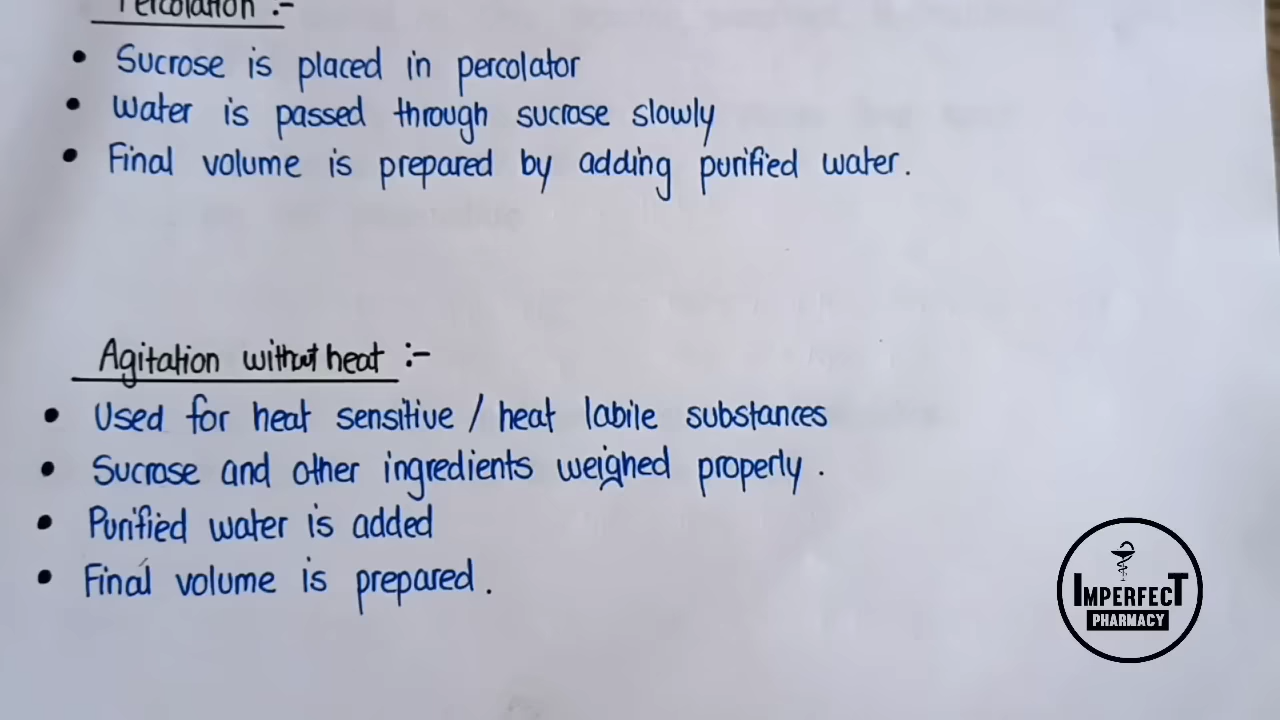 Percolation :-
• Sucrose is placed in percolator
• Water is passed through sucrose slowly
• Final volume is prepared by adding purified water.
Agitation without heat :-
• Used for heat sensitive / heat labile substances
• Sucrose and other ingredients weighed properly.
• Purified water is added
• Final volume is prepared.
IMPERFECT
PHARMACY